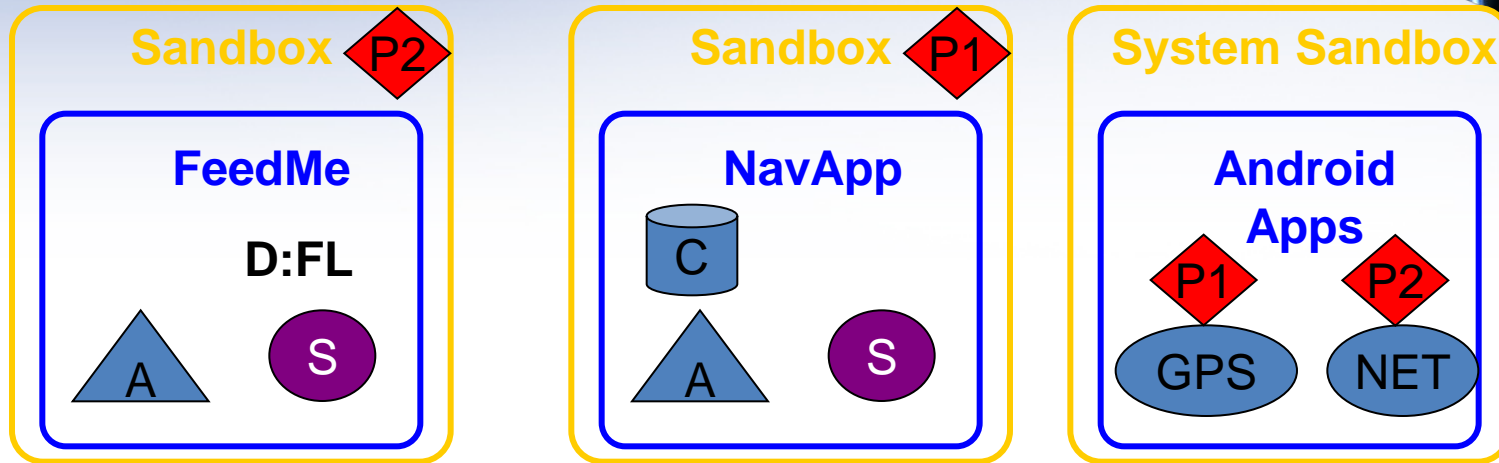 Sandbox P2
FeedMe
D:FL
A S
Sandbox P1
NavApp
C
A S
System Sandbox
Android
Apps
P1 P2
GPS NET